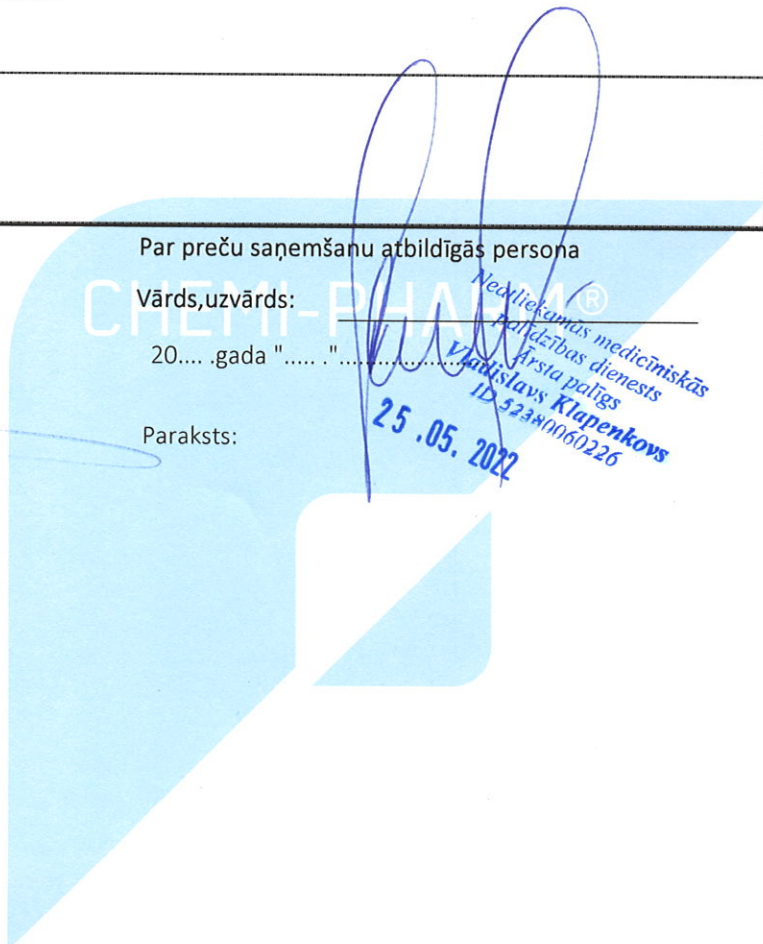 Par preču saņemšanu atbildīgās persona
CHEMI-PHARM®
Vārds,uzvārds:
20.... .gada "..... ."....................
Neatliekamās medicīniskās
palīdzības dienests
Ārsta palīgs
Vladislavs Klapenkovs
ID 52380060226
25.05.2022
Paraksts: